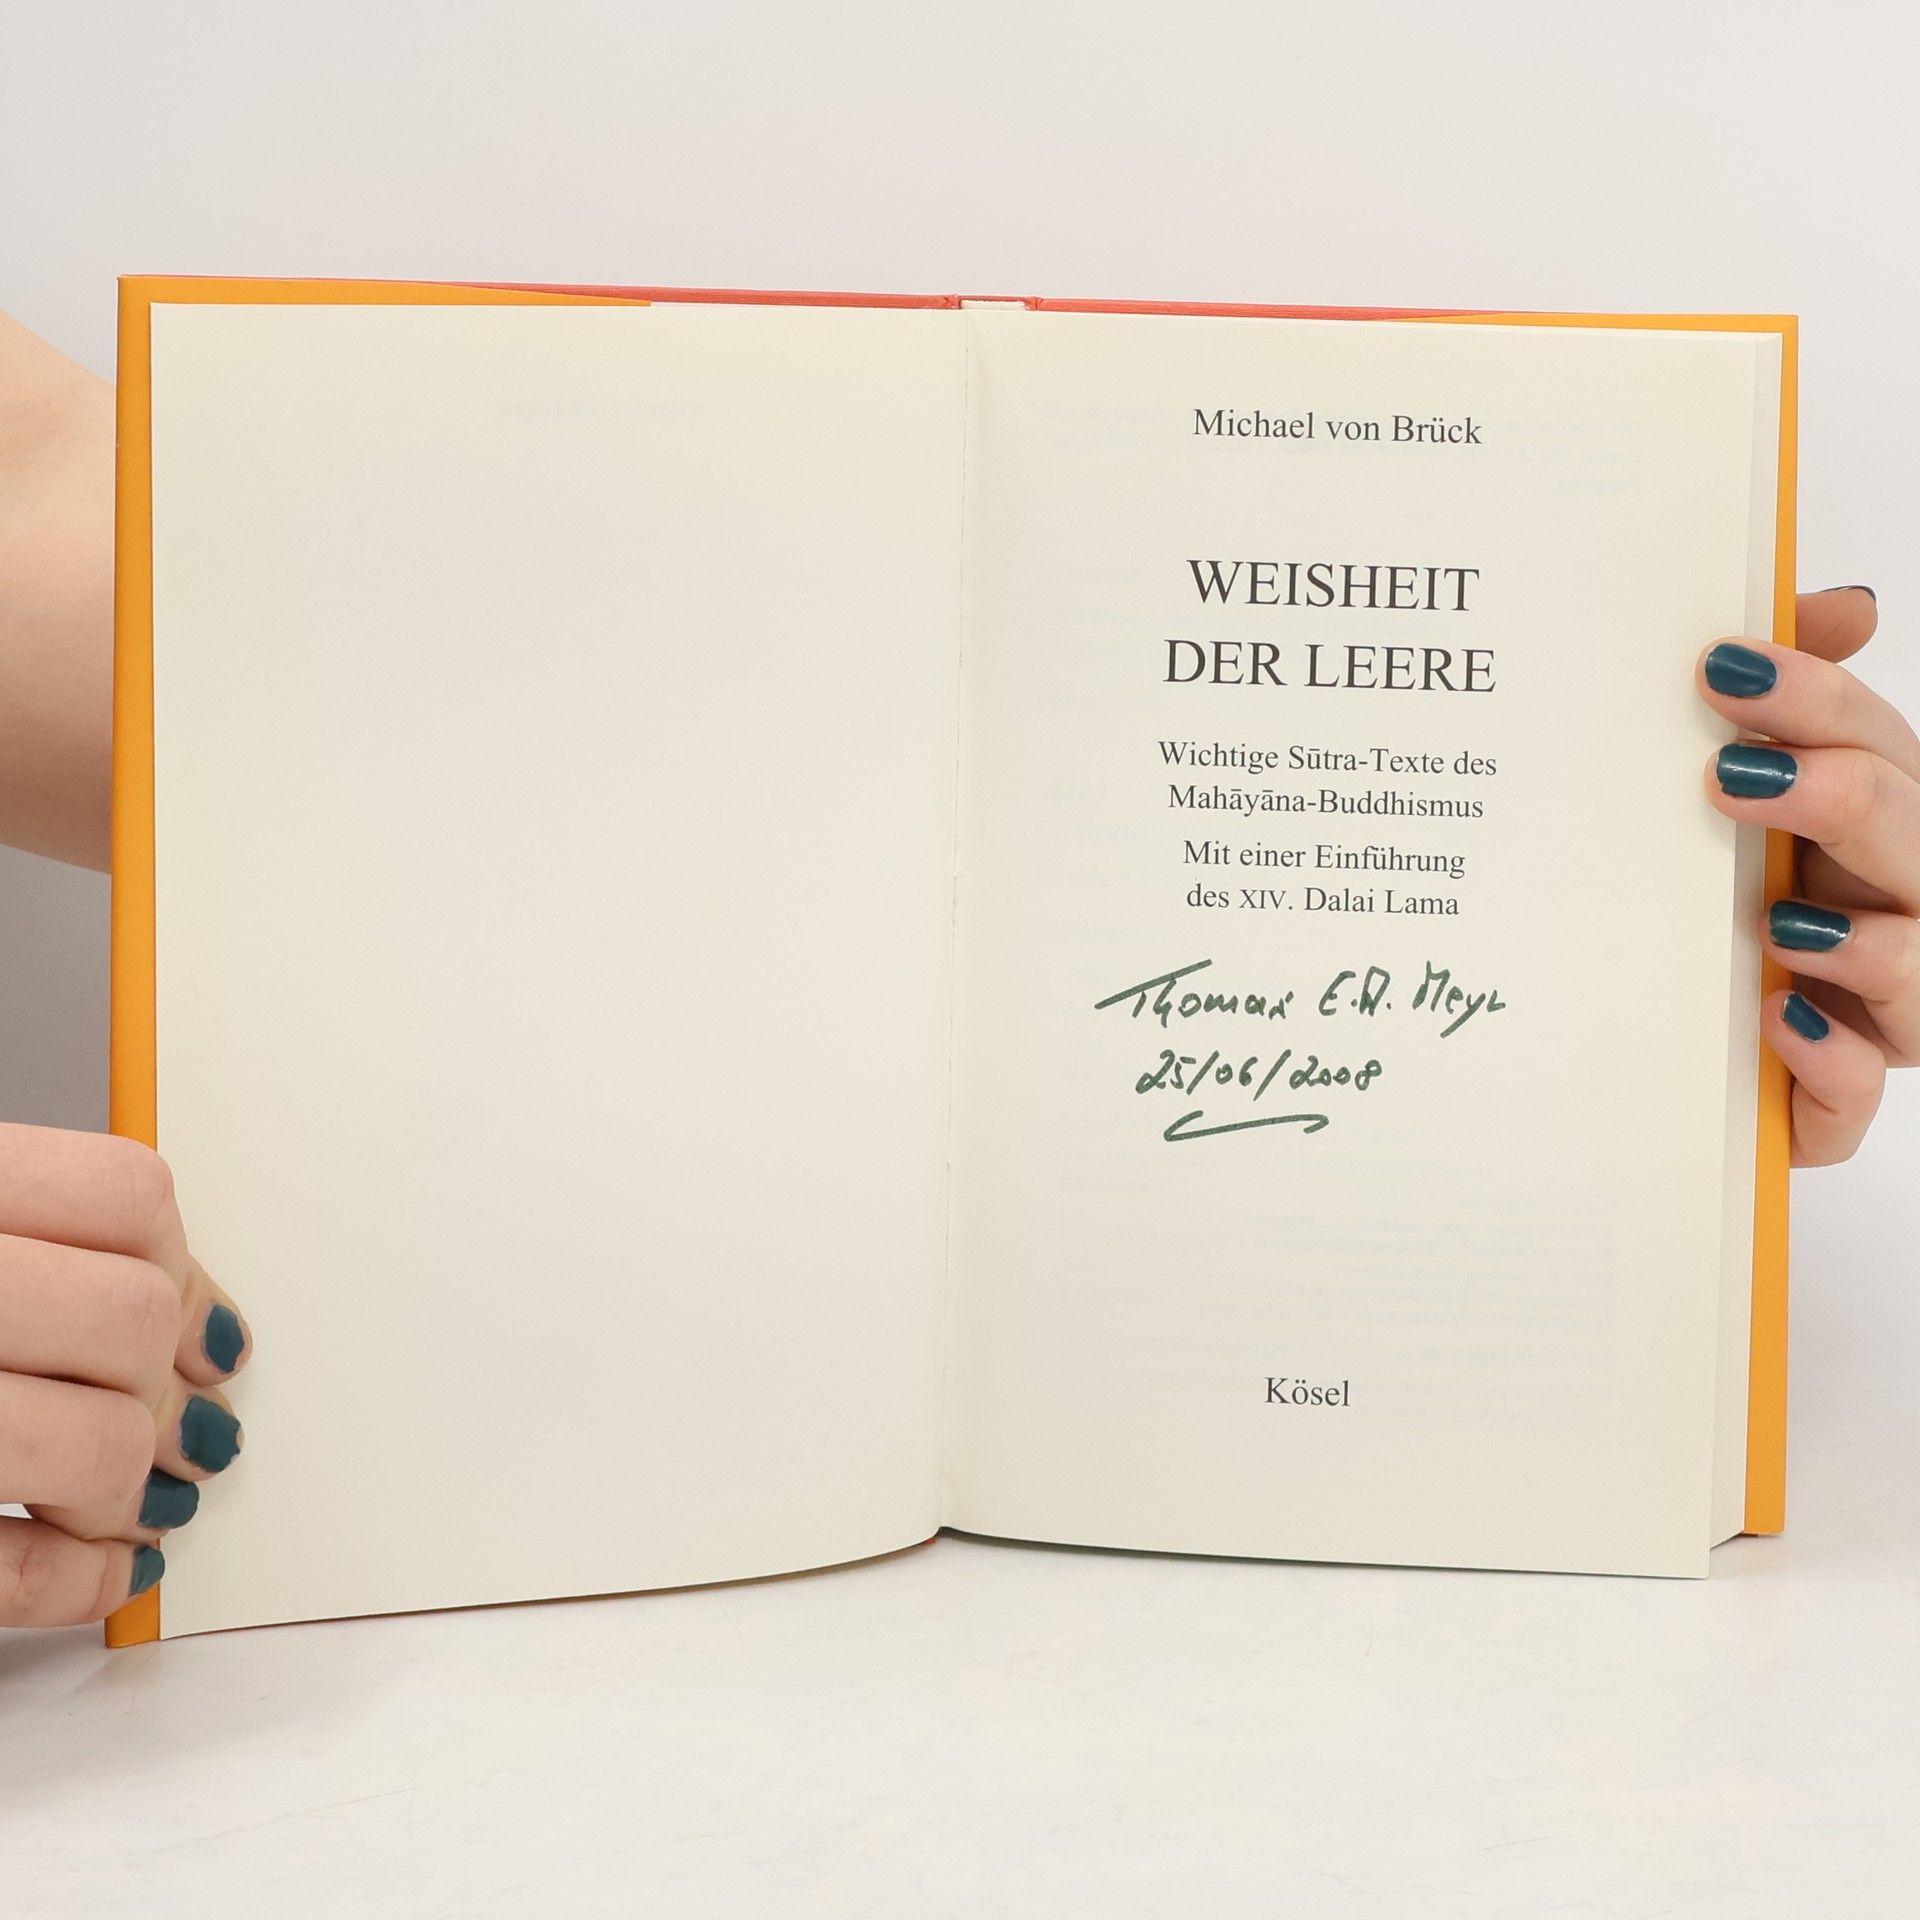 Michael von Brück
WEISHEIT
DER LEERE
Wichtige Sūtra-Texte des
Mahāyāna-Buddhismus
Mit einer Einführung
des XIV. Dalai Lama
Thomas E.A.
25/06/2008
Kösel